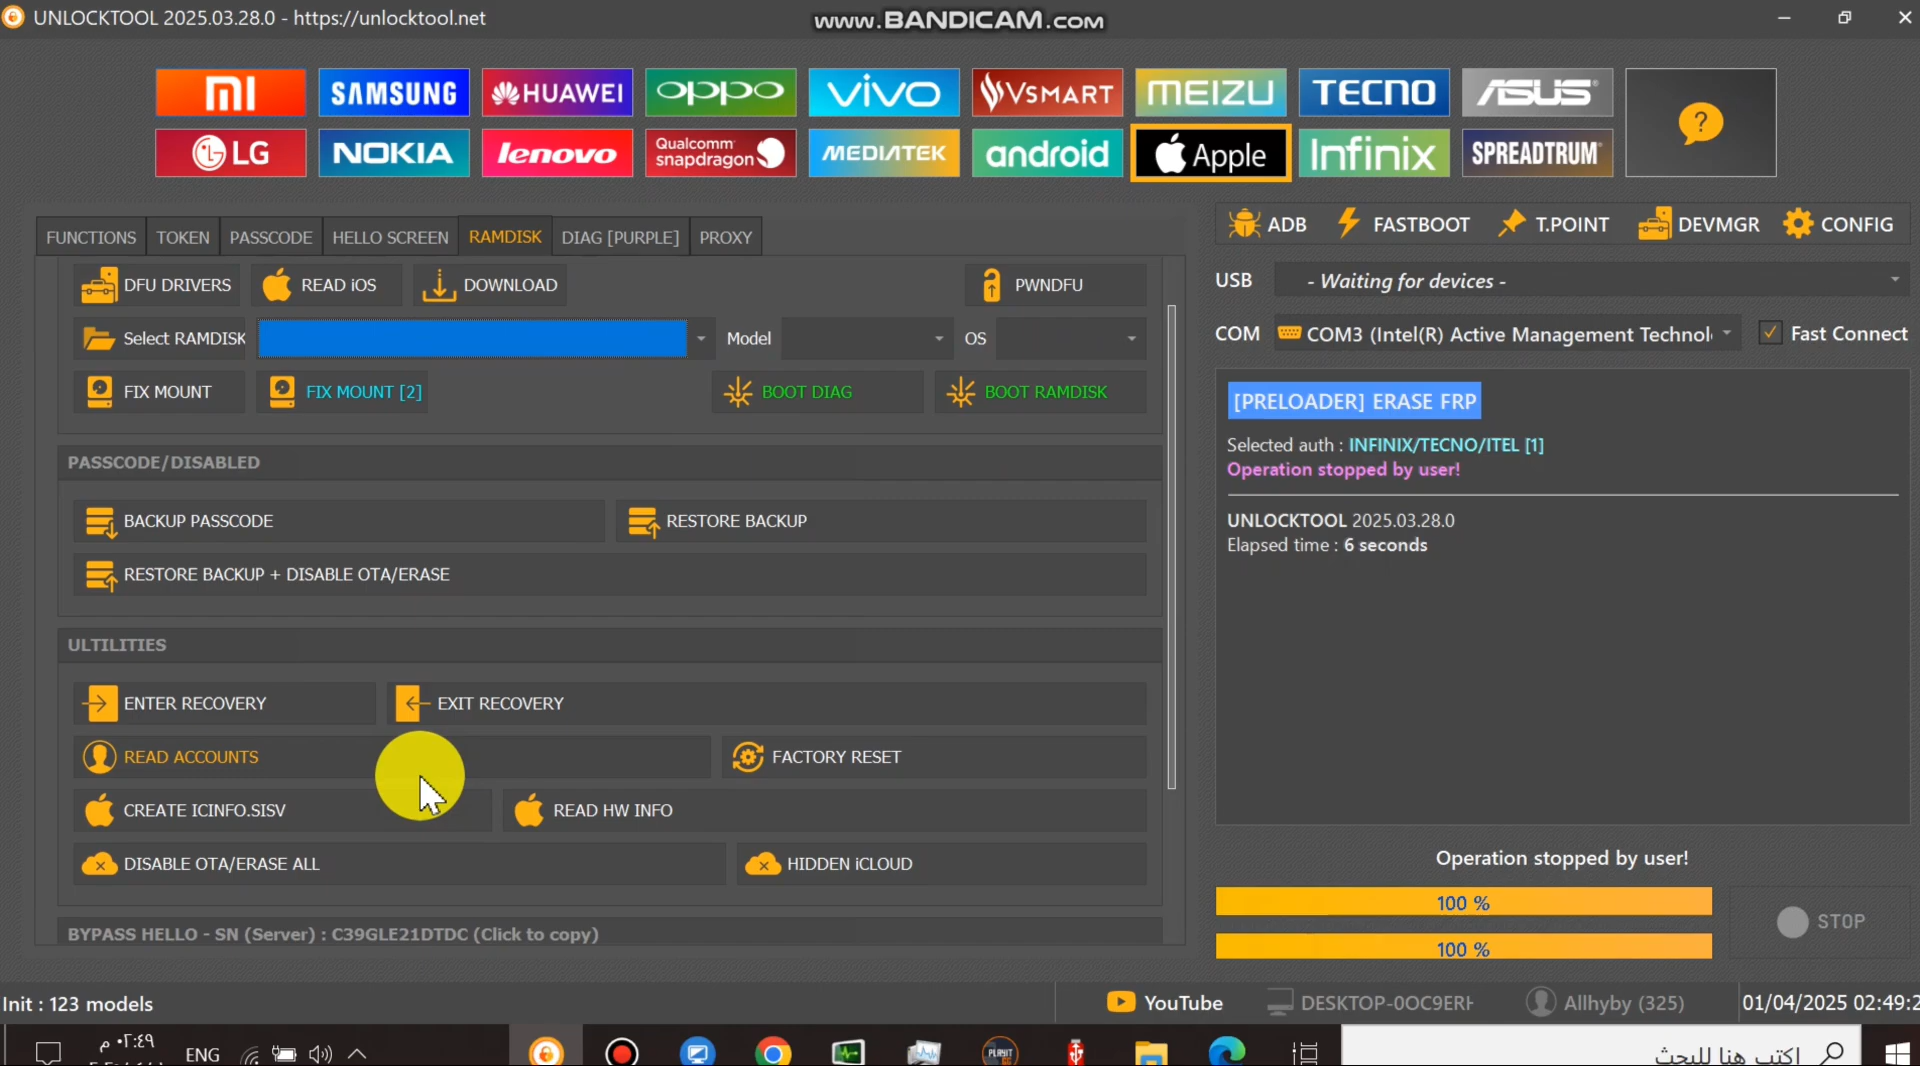 UNLOCKTOOL 2025.03.28.0 - https://unlocktool.net
www.BANDICAM.com
MI SAMSUNG HUAWEI oppo vivo VSMART MEIZU TECNO ASUS ?
LG NOKIA lenovo Qualcomm snapdragon MEDIATEK android Apple Infinix SPREADTRUM
FUNCTIONS TOKEN PASSCODE HELLO SCREEN RAMDISK DIAG [PURPLE] PROXY
ADB FASTBOOT T.POINT DEVMGR CONFIG
DFU DRIVERS READ iOS DOWNLOAD PWNDFU
USB - Waiting for devices -
Select RAMDISK Model OS
COM COM3 (Intel(R) Active Management Technol Fast Connect
FIX MOUNT FIX MOUNT [2] BOOT DIAG BOOT RAMDISK
[PRELOADER] ERASE FRP
Selected auth : INFINIX/TECNO/ITEL [1]
Operation stopped by user!
UNLOCKTOOL 2025.03.28.0
Elapsed time : 6 seconds
PASSCODE/DISABLED
BACKUP PASSCODE RESTORE BACKUP
RESTORE BACKUP + DISABLE OTA/ERASE
ULTILITIES
ENTER RECOVERY EXIT RECOVERY
READ ACCOUNTS FACTORY RESET
CREATE ICINFO.SISV READ HW INFO
DISABLE OTA/ERASE ALL HIDDEN iCLOUD
BYPASS HELLO - SN (Server) : C39GLE21DTDC (Click to copy)
Operation stopped by user!
100 %
100 %
STOP
Init : 123 models
YouTube DESKTOP-0OC9ERH Allhyby (325) 01/04/2025 02:49:2
٠٢:٤٩ م
ENG
PLAYIT
اكتب هنا للبحث